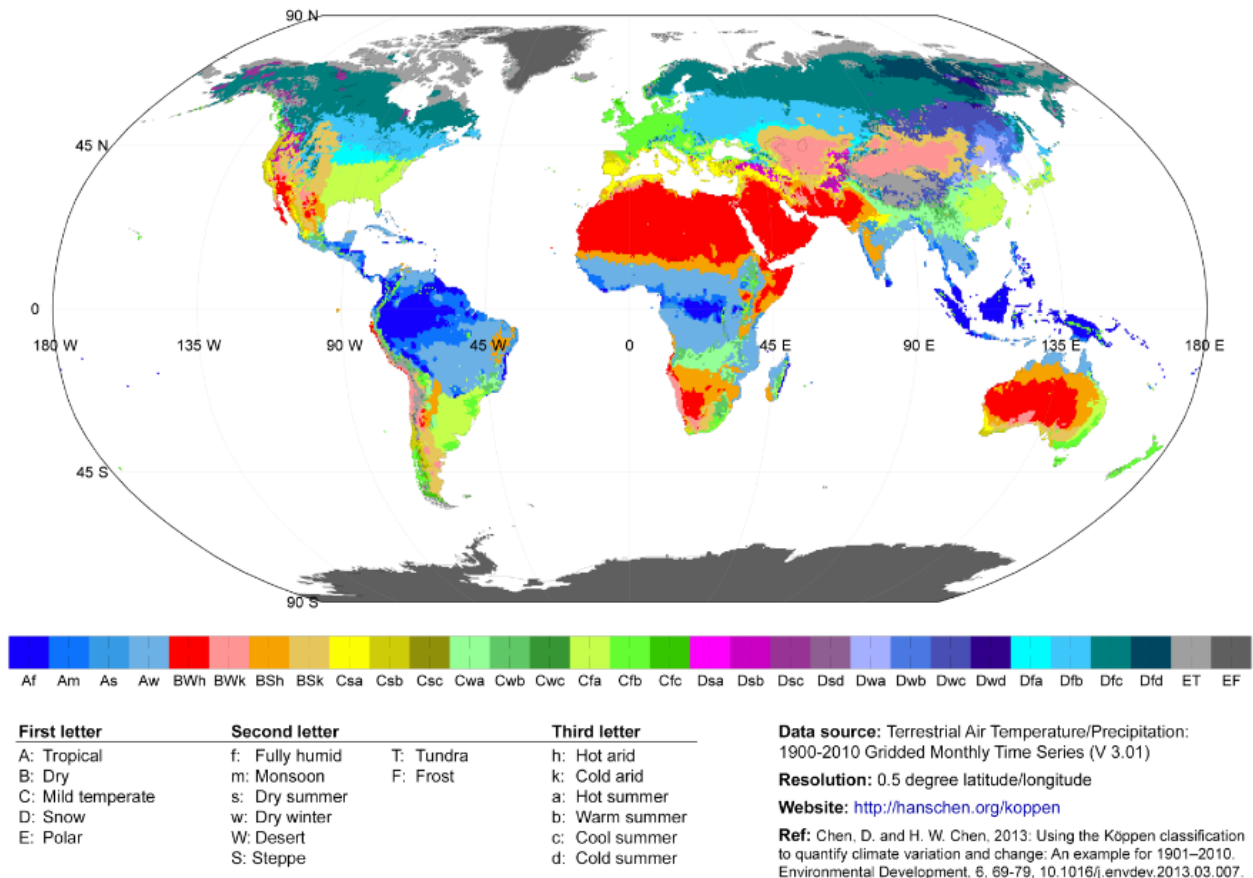 90 N
45 N
0
180 W 135 W 90 W 45 W 0 45 E 90 E 135 E 180 E
45 S
90 S
Af Am As Aw BWh BWk BSh BSk Csa Csb Csc Cwa Cwb Cwc Cfa Cfb Cfc Dsa Dsb Dsc Dsd Dwa Dwb Dwc Dwd Dfa Dfb Dfc Dfd ET EF
First letter
A: Tropical
B: Dry
C: Mild temperate
D: Snow
E: Polar
Second letter
f: Fully humid
m: Monsoon
s: Dry summer
w: Dry winter
W: Desert
S: Steppe
T: Tundra
F: Frost
Third letter
h: Hot arid
k: Cold arid
a: Hot summer
b: Warm summer
c: Cool summer
d: Cold summer
Data source: Terrestrial Air Temperature/Precipitation:
1900-2010 Gridded Monthly Time Series (V 3.01)
Resolution: 0.5 degree latitude/longitude
Website: http://hanschen.org/koppen
Ref: Chen, D. and H. W. Chen, 2013: Using the Köppen classification
to quantify climate variation and change: An example for 1901–2010.
Environmental Development, 6, 69-79, 10.1016/j.envdev.2013.03.007.